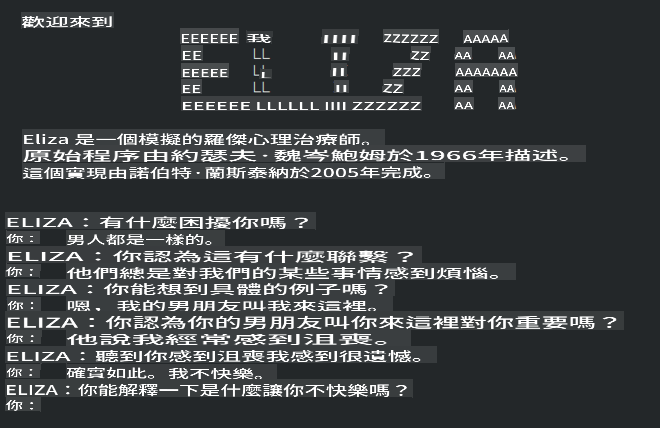 歡迎來到
EEEEEE 我 IIII ZZZZZZ AAAAA
EE LL II ZZ AA AA
EEEEE Li II ZZZ AAAAAAA
EE LL II ZZ AA AA
EEEEEE LLLLLL IIII ZZZZZZ AA AA
Eliza 是一個模擬的羅傑心理治療師。
原始程序由約瑟夫·魏岑鮑姆於1966年描述。
這個實現由諾伯特·蘭斯泰納於2005年完成。
ELIZA：有什麼困擾你嗎？
你： 男人都是一樣的。
ELIZA：你認為這有什麼聯繫？
你： 他們總是對我們的某些事情感到煩惱。
ELIZA：你能想到具體的例子嗎？
你： 嗯，我的男朋友叫我來這裡。
ELIZA：你認為你的男朋友叫你來這裡對你重要嗎？
你： 他說我經常感到沮喪。
ELIZA：聽到你感到沮喪我感到很遺憾。
你： 確實如此。我不快樂。
ELIZA：你能解釋一下是什麼讓你不快樂嗎？
你：